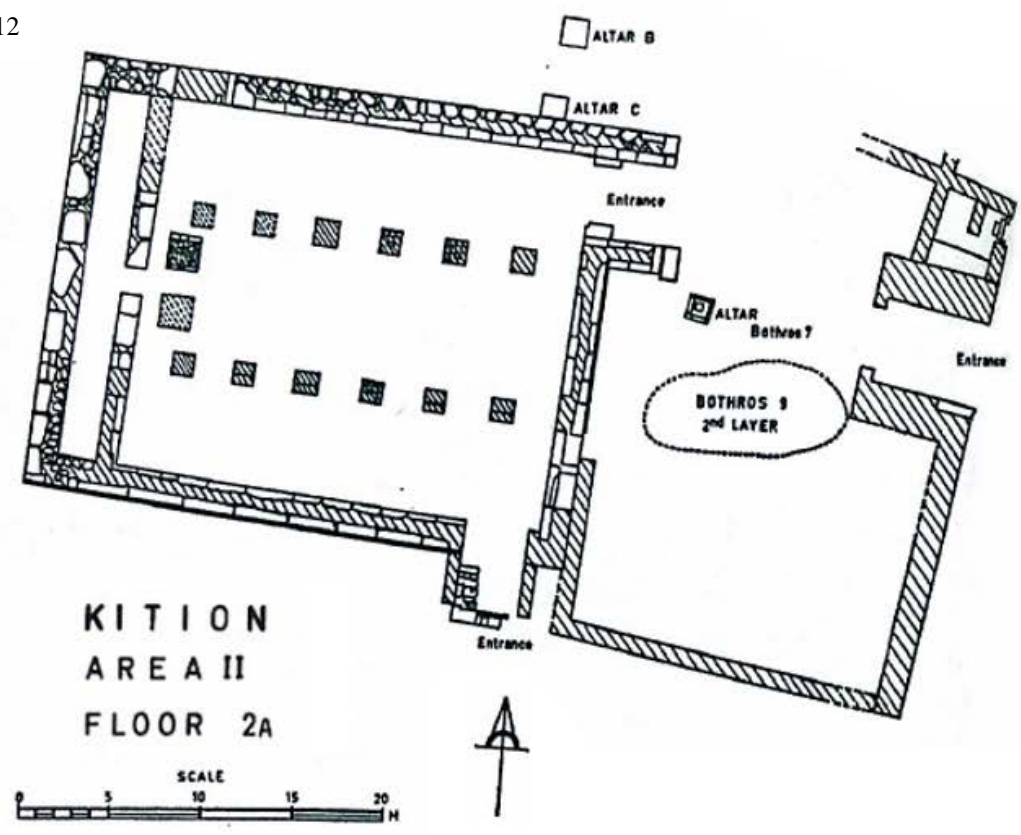 12
ALTAR B
ALTAR C
Entrance
ALTAR
Bothros 7
Entrance
BOTHROS 9
2nd LAYER
Entrance
KITION
AREA II
FLOOR 2A
SCALE
0 5 10 15 20 M